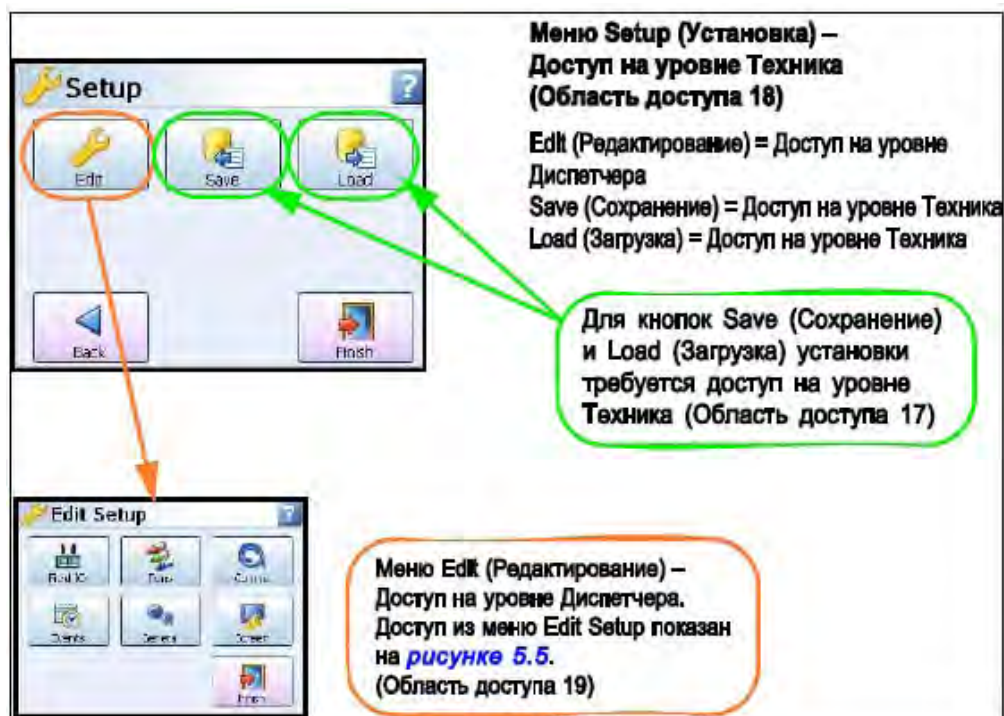 Меню Setup (Установка) –
Доступ на уровне Техника
(Область доступа 18)
Setup
?
Edit
Save
Load
Edit (Редактирование) = Доступ на уровне
Диспетчера
Save (Сохранение) = Доступ на уровне Техника
Load (Загрузка) = Доступ на уровне Техника
Back
Finish
Для кнопок Save (Сохранение)
и Load (Загрузка) установки
требуется доступ на уровне
Техника (Область доступа 17)
Edit Setup
?
Screen
Finish
Меню Edit (Редактирование) –
Доступ на уровне Диспетчера.
Доступ из меню Edit Setup показан
на рисунке 5.5.
(Область доступа 19)